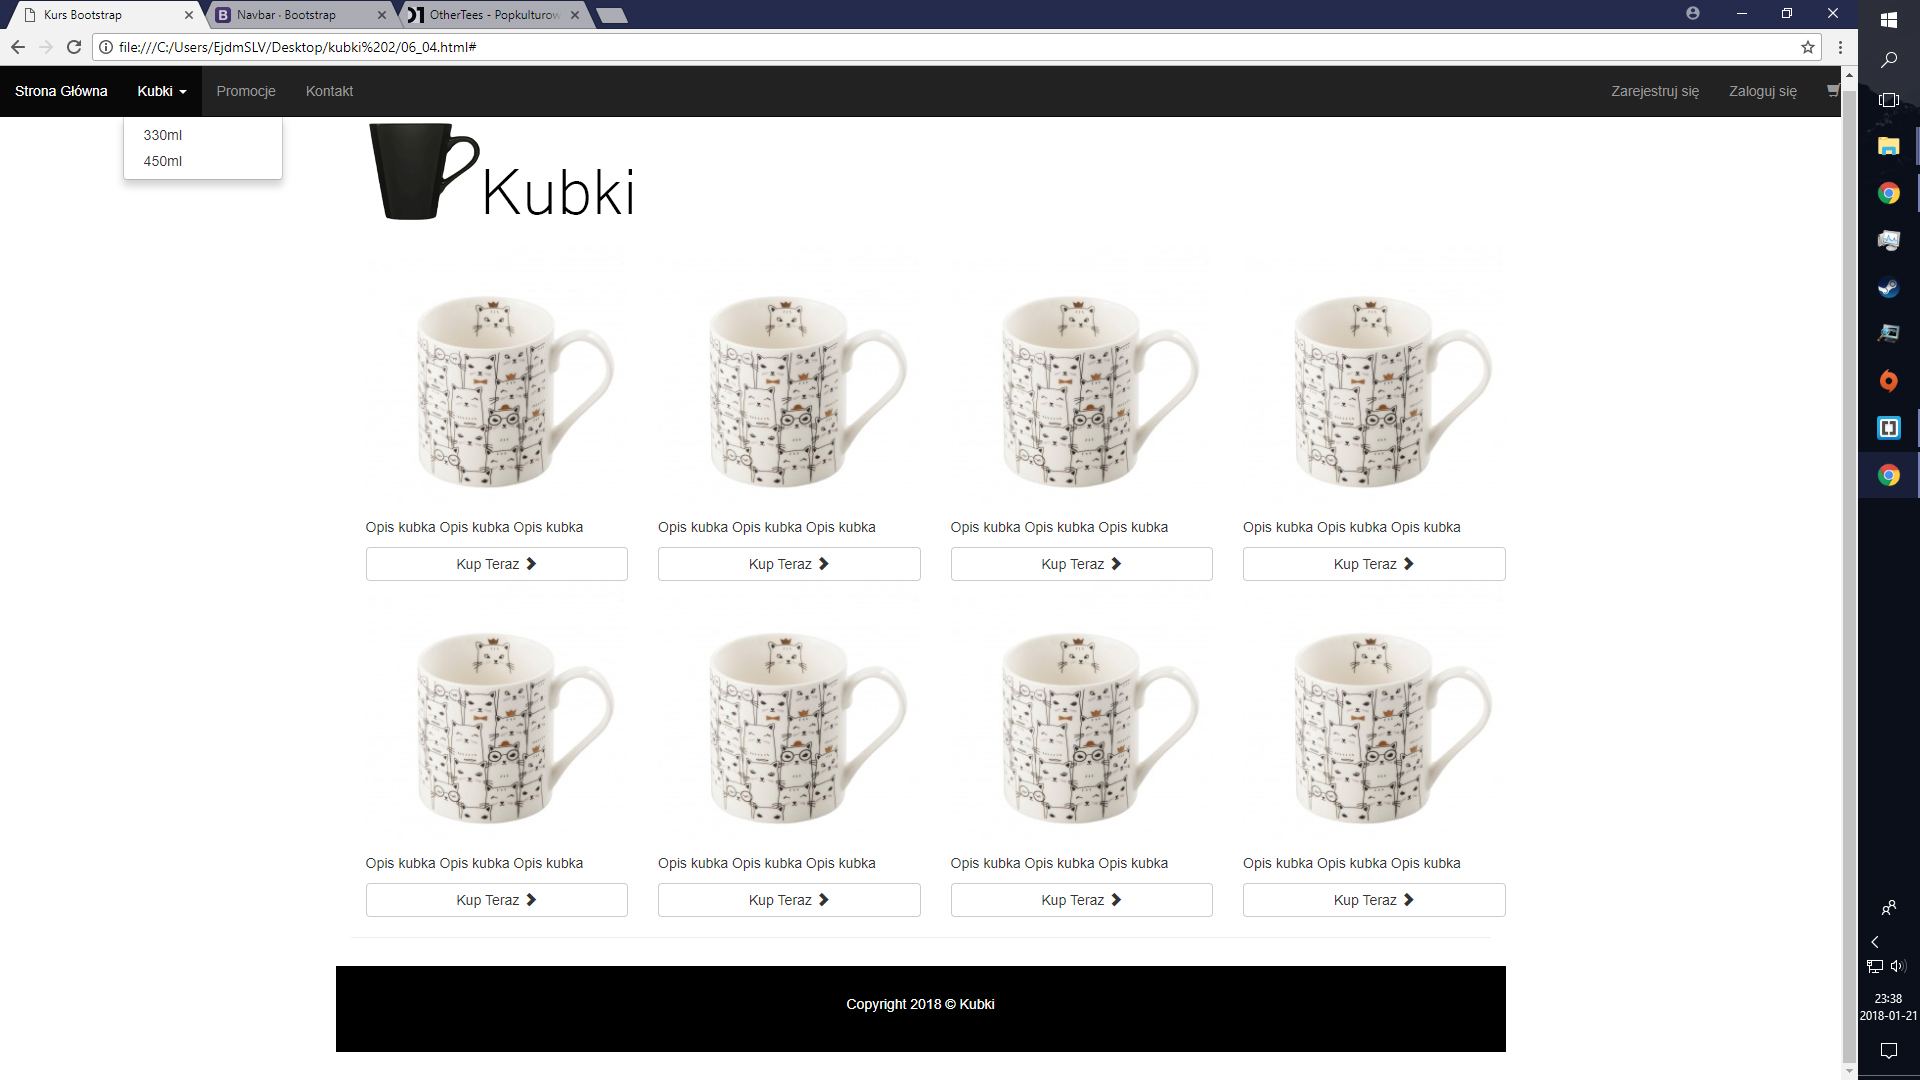 Kurs Bootstrap
Navbar · Bootstrap
OtherTees - Popkulturow
file:///C:/Users/EjdmSLV/Desktop/kubki%202/06_04.html#
Strona Główna Kubki Promocje Kontakt Zarejestruj się Zaloguj się
330ml
450ml
Kubki
Opis kubka Opis kubka Opis kubka
Opis kubka Opis kubka Opis kubka
Opis kubka Opis kubka Opis kubka
Opis kubka Opis kubka Opis kubka
Kup Teraz
Kup Teraz
Kup Teraz
Kup Teraz
Opis kubka Opis kubka Opis kubka
Opis kubka Opis kubka Opis kubka
Opis kubka Opis kubka Opis kubka
Opis kubka Opis kubka Opis kubka
Kup Teraz
Kup Teraz
Kup Teraz
Kup Teraz
Copyright 2018 © Kubki
23:38
2018-01-21